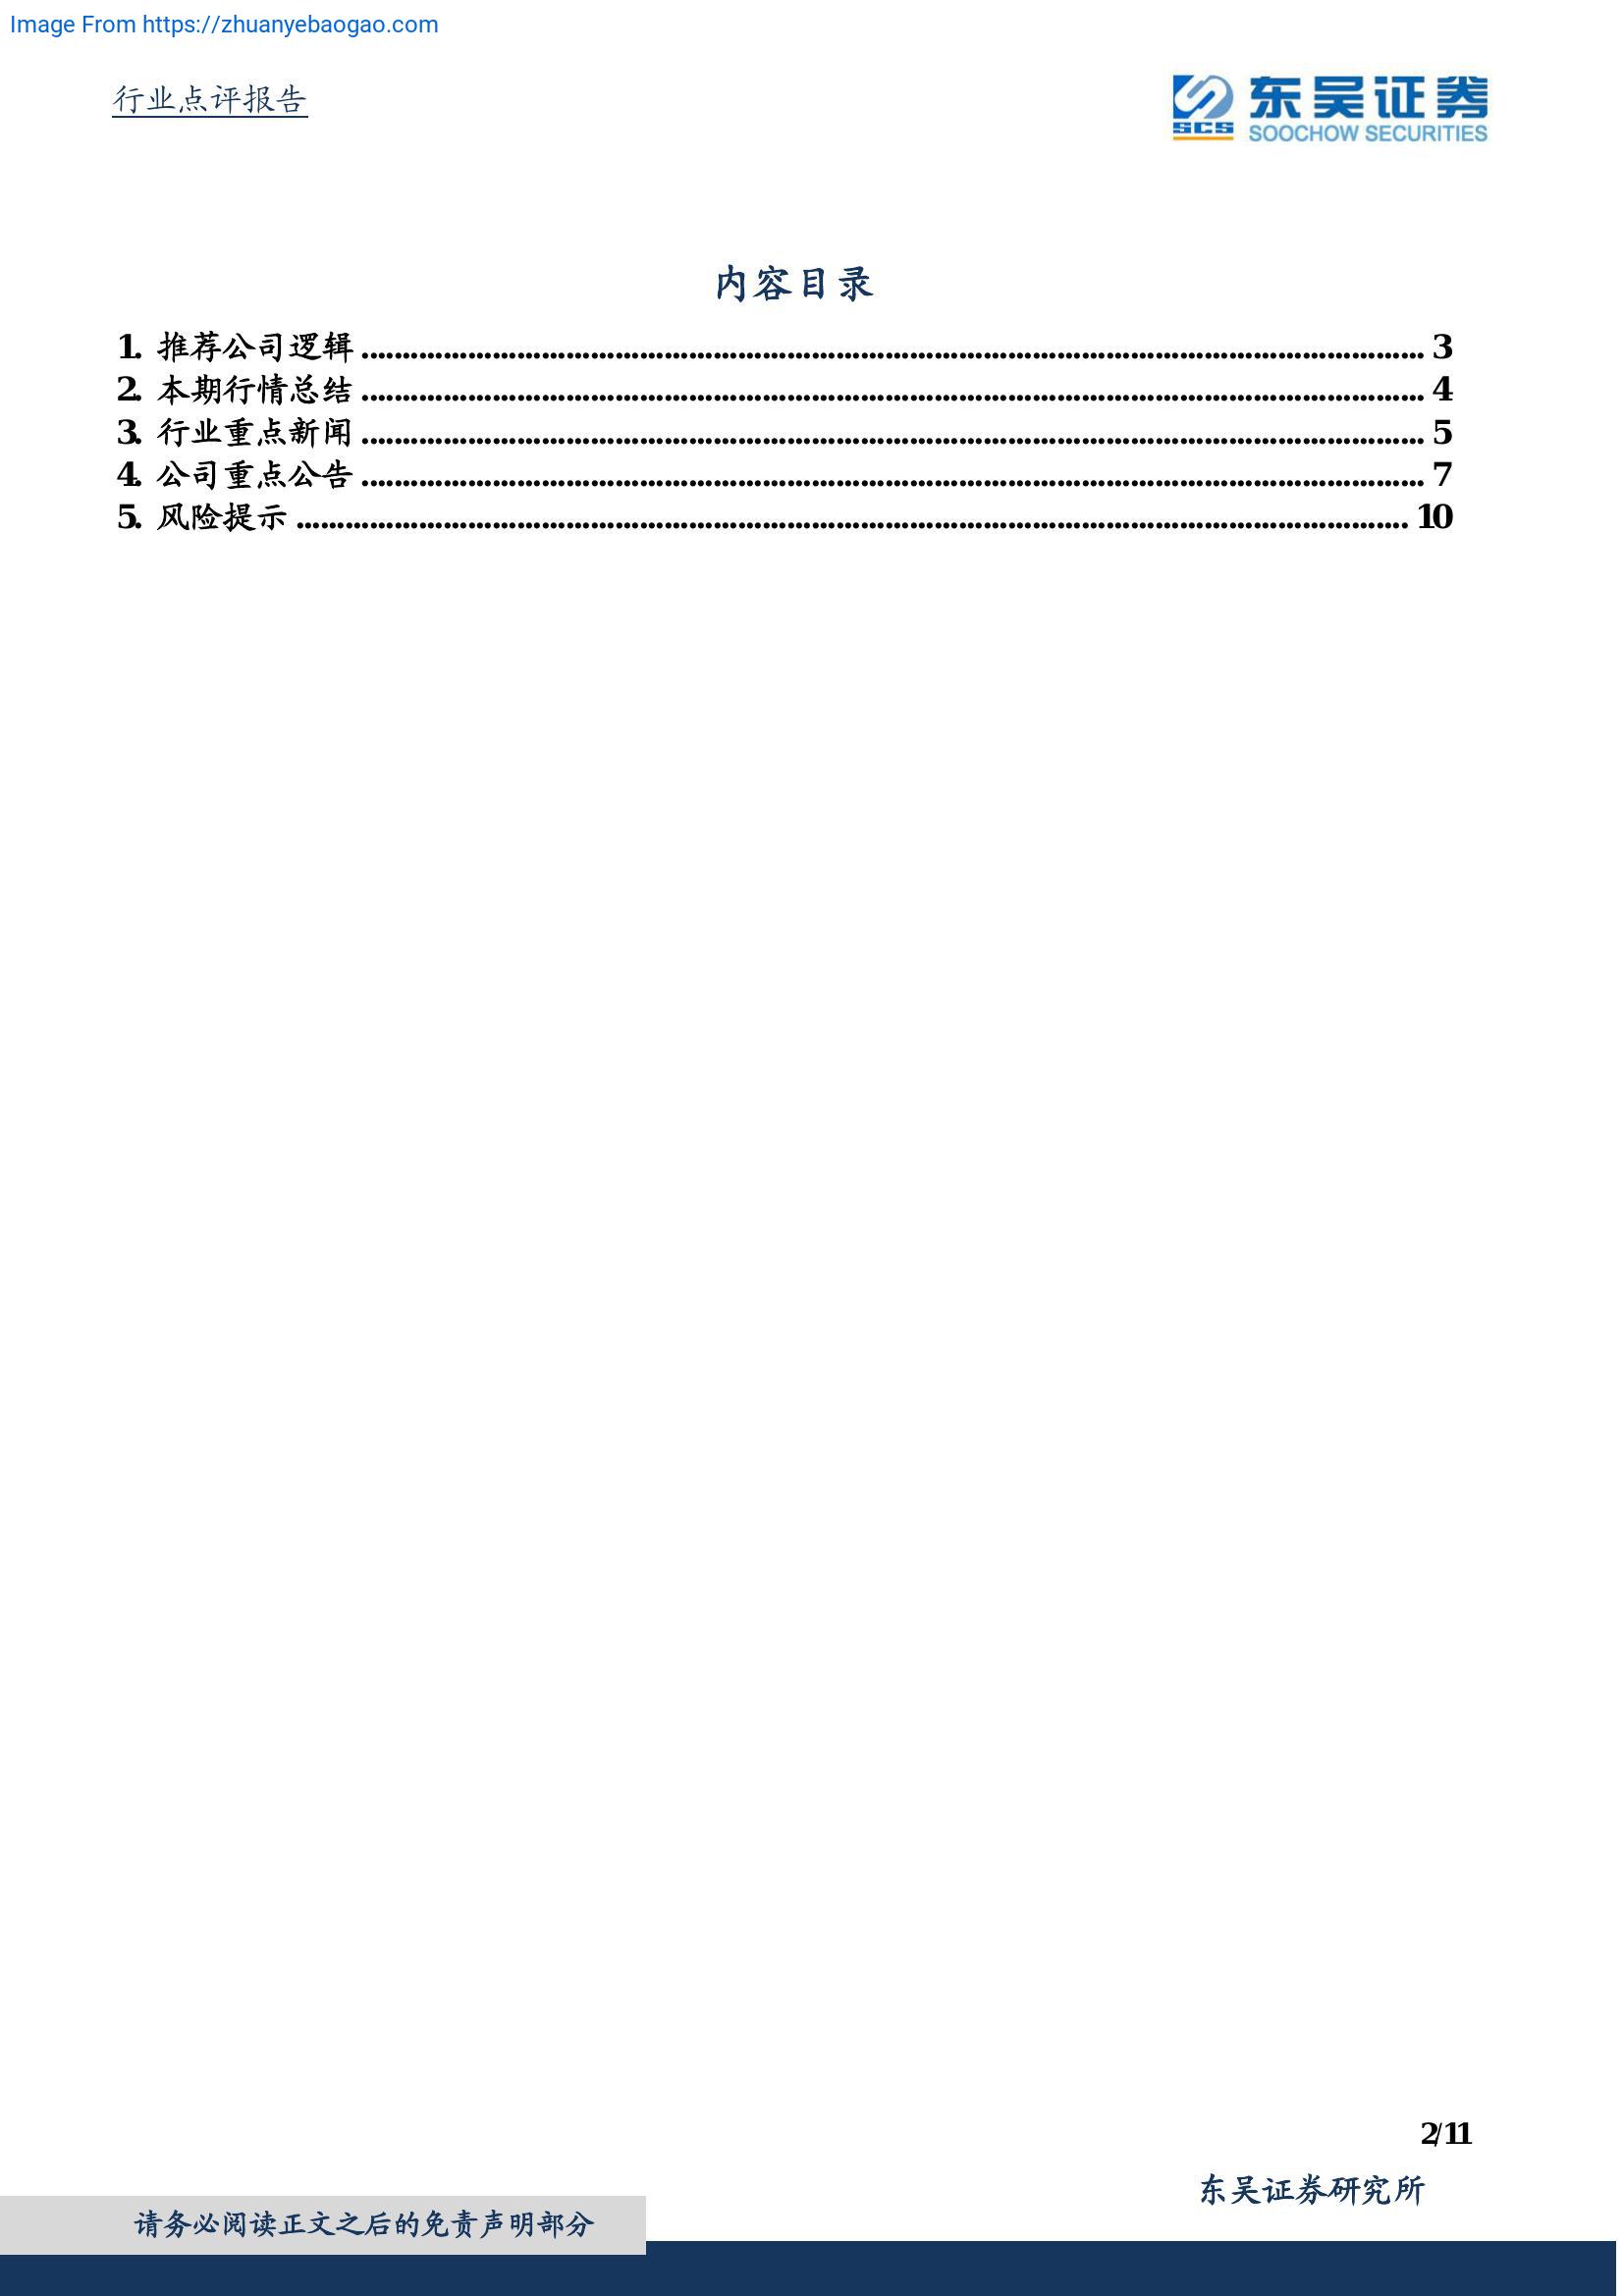 Image From https://zhuanyebaogao.com
行业点评报告
东吴证券
SCS
SOOCHOW SECURITIES
内容目录
1. 推荐公司逻辑 ........................................................................................................................ 3
2. 本期行情总结 ........................................................................................................................ 4
3. 行业重点新闻 ........................................................................................................................ 5
4. 公司重点公告 ........................................................................................................................ 7
5. 风险提示 ........................................................................................................................ 10
2/11
东吴证券研究所
请务必阅读正文之后的免责声明部分